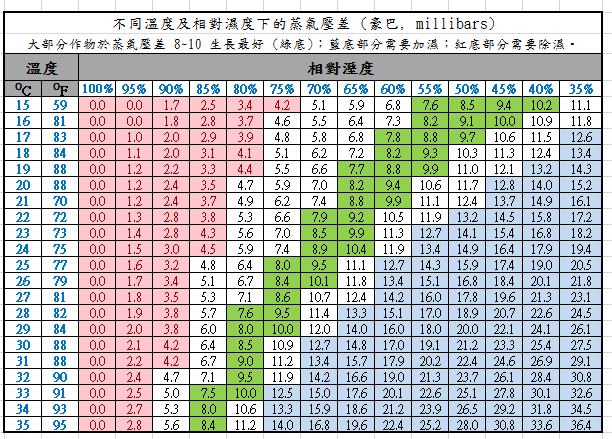 不同溫度及相對濕度下的蒸氣壓差 (豪巴, millibars)
大部分作物於蒸氣壓差 8~10 生長最好 (綠底)；藍底部分需要加濕；紅底部分需要除濕。
溫度 相對溼度
℃ ℉ 100% 95% 90% 85% 80% 75% 70% 65% 60% 55% 50% 45% 40% 35%
15 59 0.0 0.0 1.7 2.5 3.4 4.2 5.1 5.9 6.8 7.6 8.5 9.4 10.2 11.1
16 81 0.0 0.0 1.8 2.8 3.7 4.6 5.5 6.4 7.3 8.2 9.1 10.0 10.9 11.8
17 83 0.0 1.0 2.0 2.9 3.9 4.8 5.8 6.8 7.8 8.8 9.7 10.6 11.5 12.6
18 84 0.0 1.1 2.1 3.1 4.1 5.1 6.2 7.2 8.2 9.3 10.3 11.3 12.4 13.4
19 88 0.0 1.2 2.2 3.3 4.4 5.5 6.6 7.7 8.8 9.9 11.0 12.1 13.2 14.3
20 88 0.0 1.2 2.4 3.5 4.7 5.9 7.0 8.2 9.4 10.6 11.7 12.8 14.0 15.2
21 70 0.0 1.2 2.4 3.7 4.9 6.2 7.4 8.8 9.9 11.1 12.4 13.7 14.9 16.1
22 72 0.0 1.3 2.8 3.8 5.3 6.6 7.9 9.2 10.5 11.9 13.2 14.5 15.8 17.2
23 73 0.0 1.4 2.8 4.3 5.6 7.0 8.5 9.9 11.3 12.7 14.1 15.4 16.8 18.2
24 75 0.0 1.5 3.0 4.5 5.9 7.4 8.9 10.4 11.9 13.4 14.9 16.4 17.9 19.4
25 77 0.0 1.6 3.2 4.8 6.4 8.0 9.5 11.1 12.7 14.3 15.9 17.4 19.0 20.5
26 79 0.0 1.7 3.4 5.1 6.7 8.4 10.1 11.8 13.4 15.1 16.8 18.4 20.1 21.8
27 81 0.0 1.8 3.5 5.3 7.1 8.6 10.7 12.4 14.2 16.0 17.8 19.6 21.3 23.1
28 82 0.0 1.9 3.8 5.7 7.6 9.5 11.4 13.3 15.1 17.0 18.9 20.7 22.6 24.5
29 84 0.0 2.0 3.8 6.0 8.0 10.0 12.0 14.0 16.0 18.0 20.0 22.1 24.1 26.1
30 88 0.0 2.1 4.2 6.4 8.5 10.9 12.7 14.8 17.0 19.1 21.2 23.3 25.4 27.5
31 88 0.0 2.2 4.2 6.7 9.0 11.2 13.4 15.7 17.9 20.2 22.4 24.6 26.9 29.1
32 90 0.0 2.4 4.7 7.1 9.5 11.9 14.2 16.6 19.0 21.3 23.7 26.1 28.4 30.8
33 91 0.0 2.5 5.0 7.5 10.0 12.5 15.0 17.6 20.1 22.6 25.1 27.8 30.1 32.6
34 93 0.0 2.7 5.3 8.0 10.6 13.3 15.9 18.6 21.2 23.9 26.5 29.2 31.8 34.5
35 95 0.0 2.8 5.6 8.4 11.2 14.0 16.8 19.6 22.4 25.2 28.0 30.8 33.6 36.4